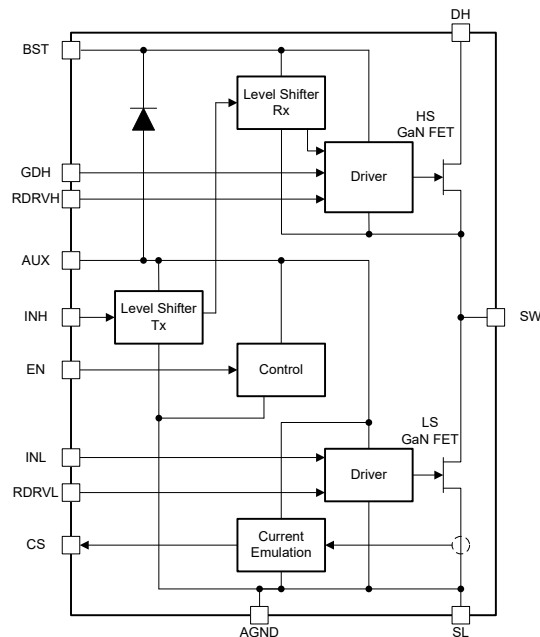 DH
BST
Level Shifter
Rx
HS
GaN FET
GDH
Driver
RDRVH
AUX
Level Shifter
Tx
INH
SW
EN
Control
LS
GaN FET
INL
Driver
RDRVL
CS
Current
Emulation
AGND
SL